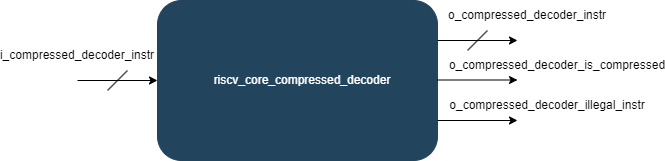 o_compressed_decoder_instr
i_compressed_decoder_instr
o_compressed_decoder_is_compressed
riscv_core_compressed_decoder
o_compressed_decoder_illegal_instr